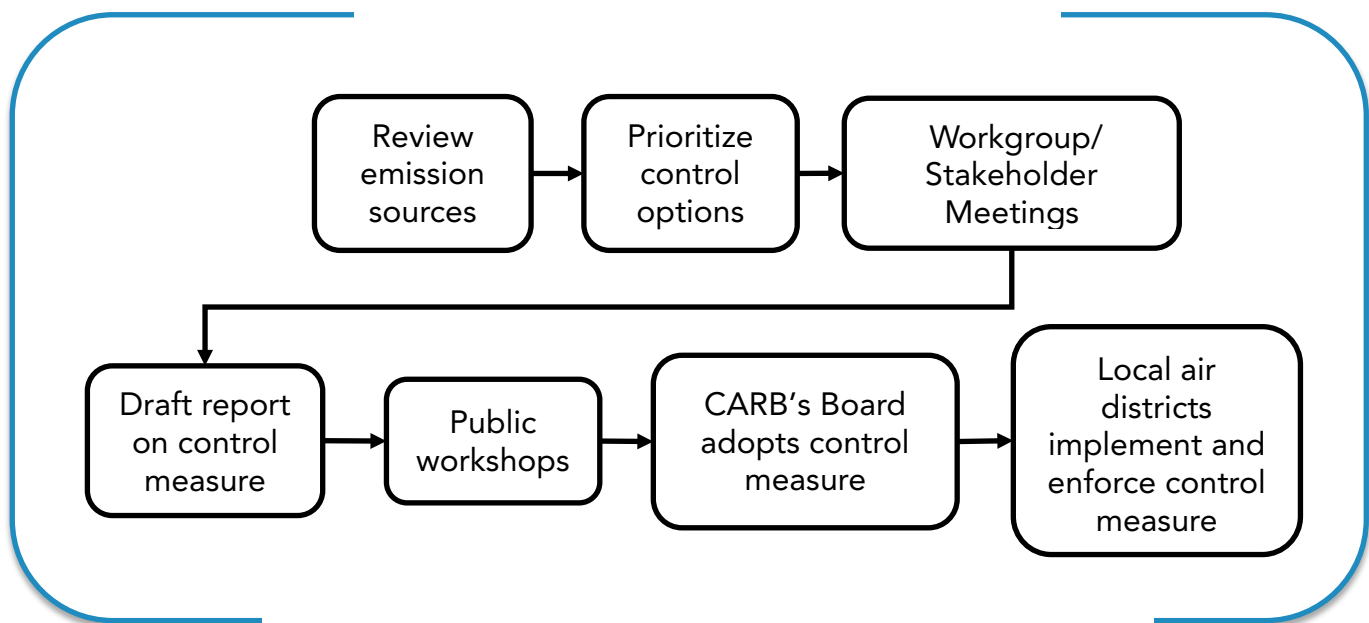 Review
emission
sources
Prioritize
control
options
Workgroup/
Stakeholder
Meetings
Draft report
on control
measure
Public
workshops
CARB's Board
adopts control
measure
Local air
districts
implement and
enforce control
measure